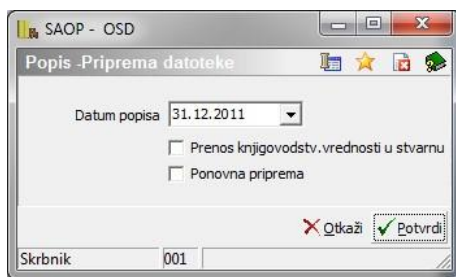 SAOP - OSD
Popis -Priprema datoteke
Datum popisa 31.12.2011
Prenos knjigovodstv.vrednosti u stvarnu
Ponovna priprema
Otkaži Potvrdi
Skrbnik 001